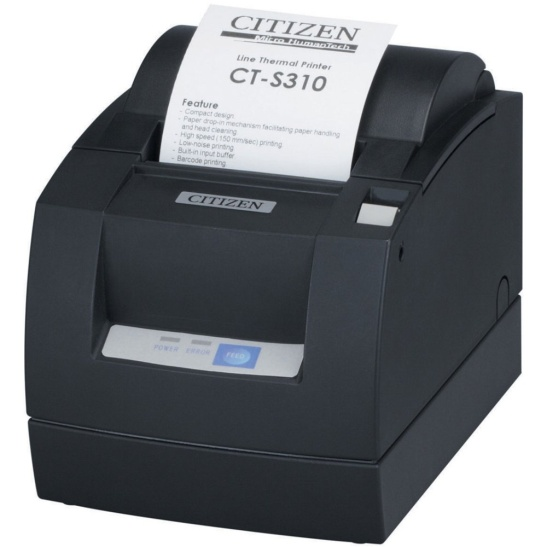 CITIZEN
Micro HumanTech
Line Thermal Printer
CT-S310
Feature
- Compact design
- Paper drop-in mechanism facilitating paper handling
and head cleaning
- High speed (150 mm/sec) printing
- Low-noise printing
- Built-in input buffer
- Barcode printing
CITIZEN
POWER ERROR
FEED